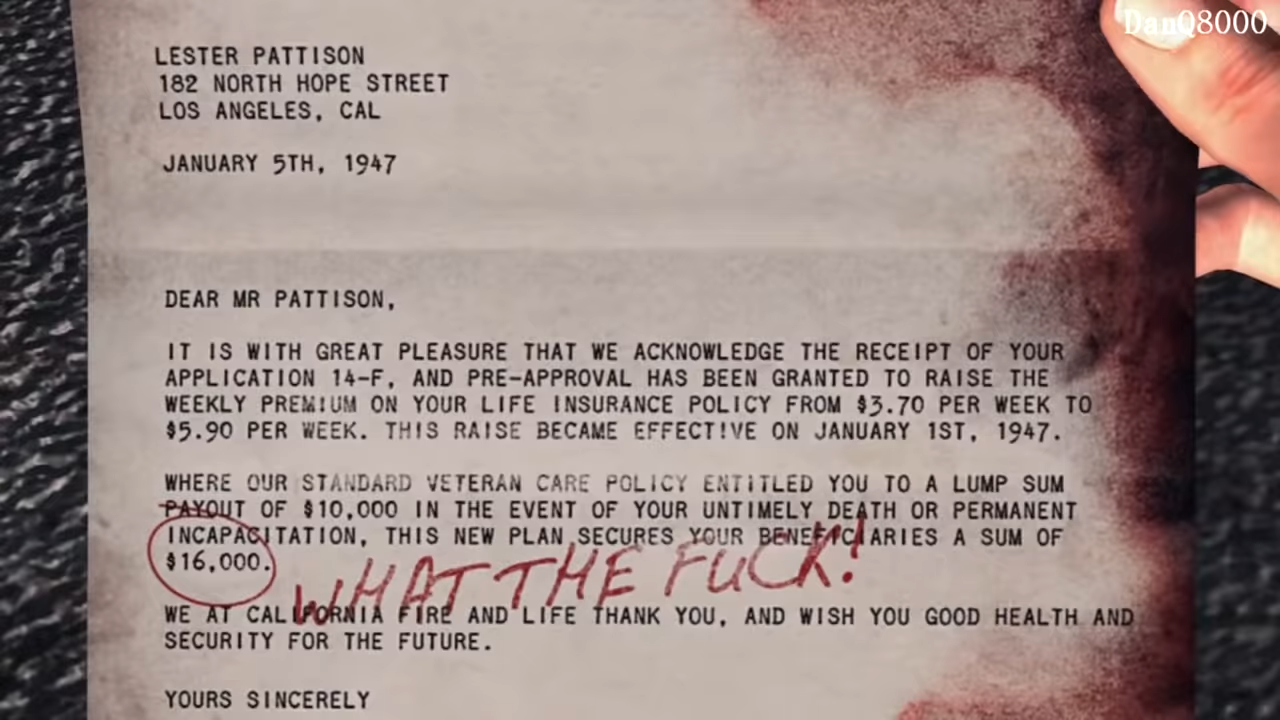 DanQ8000
LESTER PATTISON
182 NORTH HOPE STREET
LOS ANGELES, CAL
JANUARY 5TH, 1947
DEAR MR PATTISON,
IT IS WITH GREAT PLEASURE THAT WE ACKNOWLEDGE THE RECEIPT OF YOUR
APPLICATION 14-F, AND PRE-APPROVAL HAS BEEN GRANTED TO RAISE THE
WEEKLY PREMIUM ON YOUR LIFE INSURANCE POLICY FROM $3.70 PER WEEK TO
$5.90 PER WEEK. THIS RAISE BECAME EFFECTIVE ON JANUARY 1ST, 1947.
WHERE OUR STANDARD VETERAN CARE POLICY ENTITLED YOU TO A LUMP SUM
PAYOUT OF $10,000 IN THE EVENT OF YOUR UNTIMELY DEATH OR PERMANENT
INCAPACITATION, THIS NEW PLAN SECURES YOUR BENEFICIARIES A SUM OF
$16,000.
WHAT THE FUCK!
WE AT CALIFORNIA FIRE AND LIFE THANK YOU, AND WISH YOU GOOD HEALTH AND
SECURITY FOR THE FUTURE.
YOURS SINCERELY